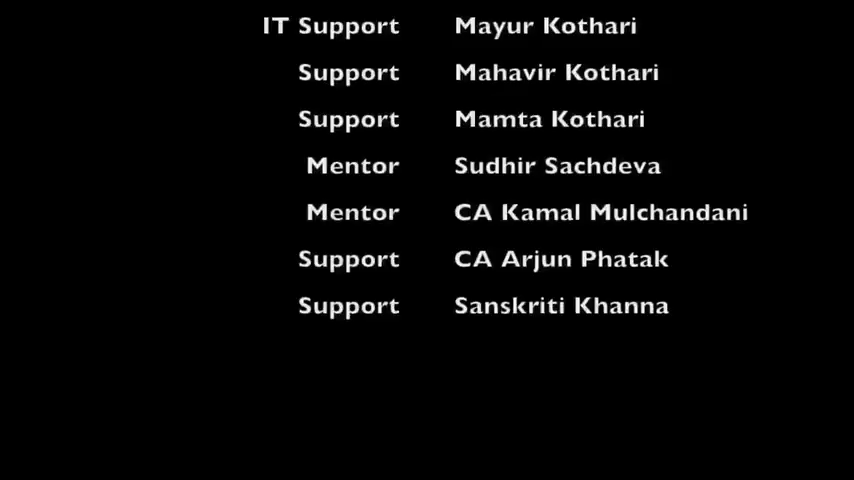 IT Support Mayur Kothari
Support Mahavir Kothari
Support Mamta Kothari
Mentor Sudhir Sachdeva
Mentor CA Kamal Mulchandani
Support CA Arjun Phatak
Support Sanskriti Khanna